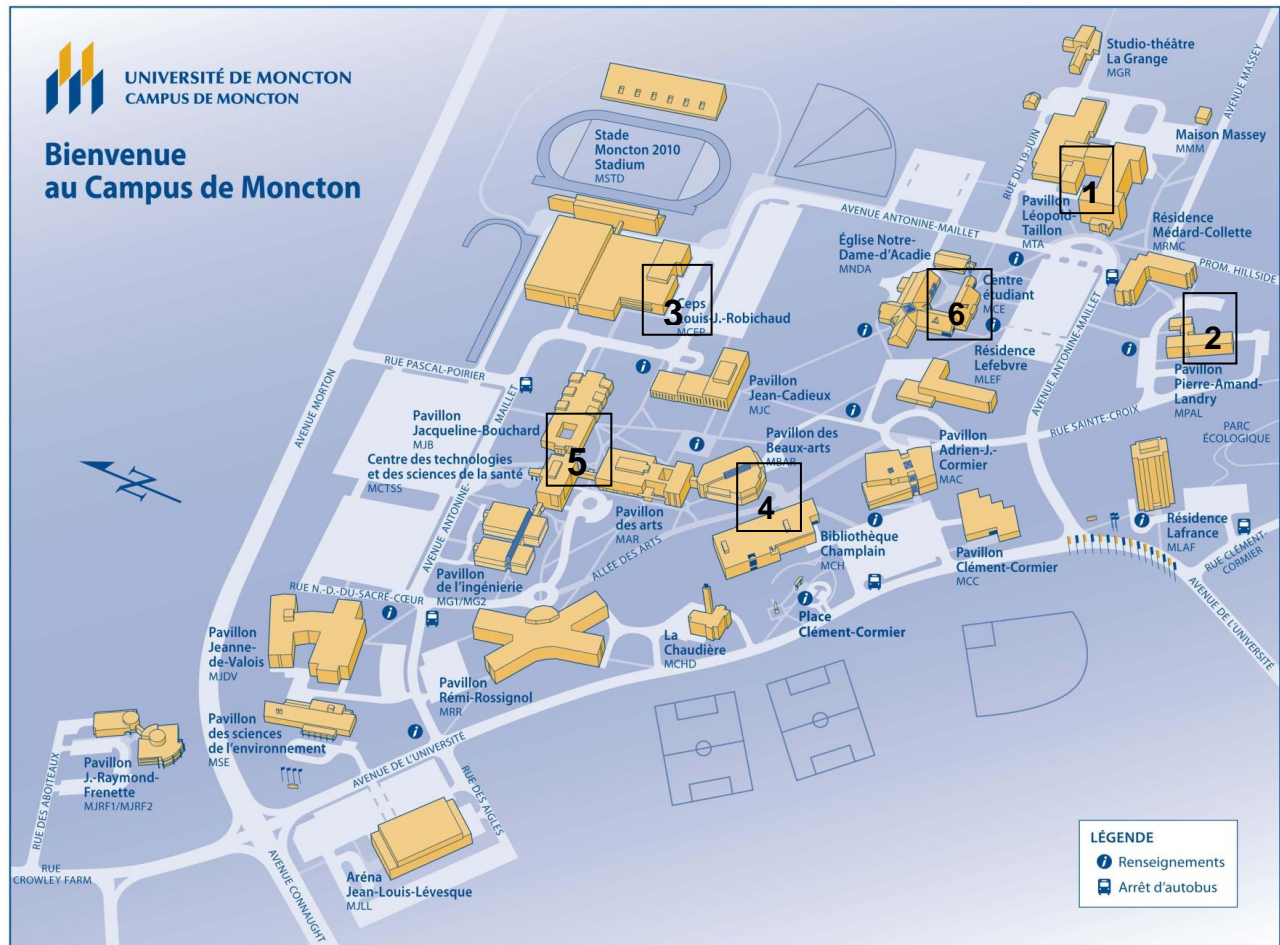 UNIVERSITÉ DE MONCTON
CAMPUS DE MONCTON
Bienvenue
au Campus de Moncton
Studio-théâtre
La Grange
MGR
AVENUE MASSEY
Maison Massey
MMM
RUE DU 19-JUIN
1
Pavillon
Léopold-
Taillon
MTA
Résidence
Médard-Collette
MRMC
PROM. HILLSIDE
Stade
Moncton 2010
Stadium
MSTD
AVENUE ANTONINE-MAILLET
Église Notre-
Dame-d'Acadie
MNDA
Centre
étudiant
MCE
6
3
Ceps
Louis-J.-Robichaud
MCEP
2
Pavillon
Pierre-Amand-
Landry
MPAL
AVENUE ANTONINE-MAILLET
Résidence
Lefebvre
MLEF
RUE PASCAL-POIRIER
AVENUE MORTON
Pavillon
Jean-Cadieux
MJC
RUE SAINTE-CROIX
PARC
ÉCOLOGIQUE
Pavillon
Jacqueline-Bouchard
MJB
Centre des technologies
et des sciences de la santé
MCTSS
5
AVENUE ANTONINE-MAILLET
Pavillon des
Beaux-arts
MBAR
Pavillon
Adrien-J.-
Cormier
MAC
4
N
Pavillon
des arts
MAR
Bibliothèque
Champlain
MCH
Pavillon
Clément-Cormier
MCC
Résidence
Lafrance
MLAF
RUE CLÉMENT-
CORMIER
Pavillon
de l'ingénierie
MG1/MG2
ALLÉE DES ARTS
RUE N.-D.-DU-SACRÉ-CŒUR
Place
Clément-Cormier
AVENUE DE L'UNIVERSITÉ
Pavillon
Jeanne-
de-Valois
MJDV
La
Chaudière
MCHD
Pavillon
Rémi-Rossignol
MRR
Pavillon
des sciences
de l'environnement
MSE
AVENUE DE L'UNIVERSITÉ
Pavillon
J.-Raymond-
Frenette
MJRF1/MJRF2
RUE DES ABOITEAUX
RUE DES AIGLES
RUE
CROWLEY FARM
AVENUE CONNAUGHT
Aréna
Jean-Louis-Lévesque
MJLL
LÉGENDE
i Renseignements
Arrêt d'autobus